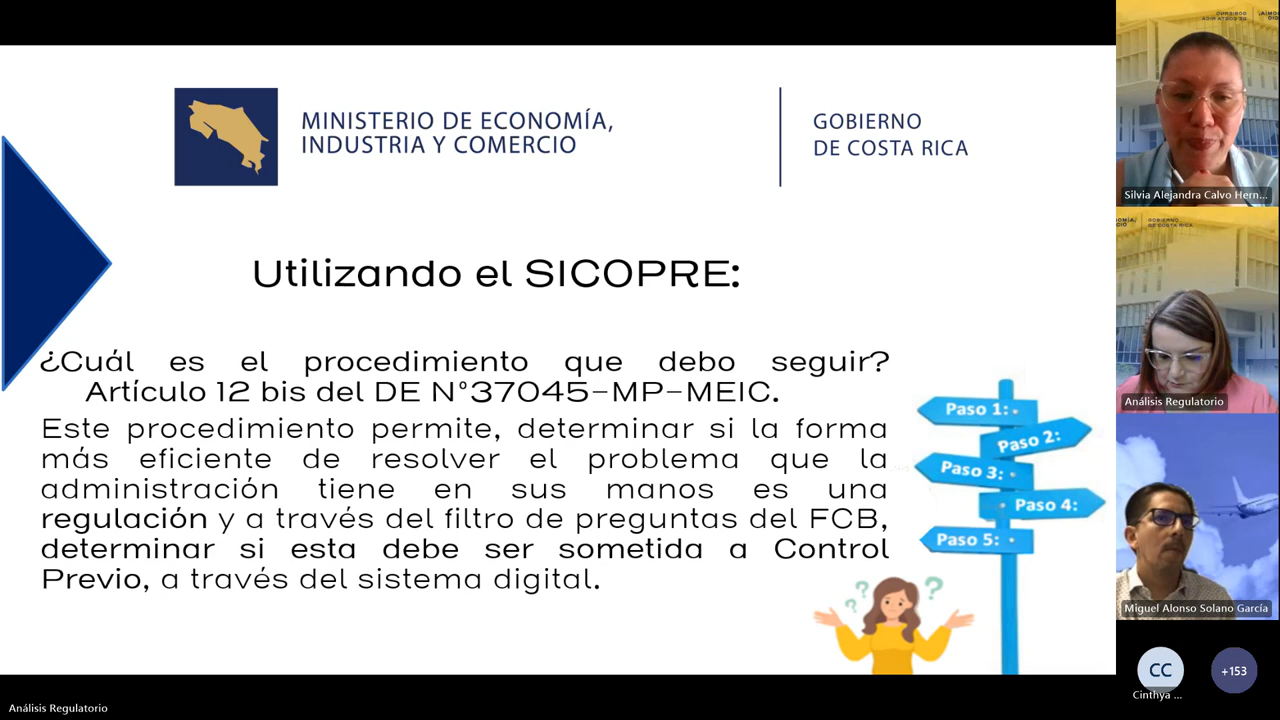 MINISTERIO DE ECONOMÍA,
INDUSTRIA Y COMERCIO
GOBIERNO
DE COSTA RICA
Utilizando el SICOPRE:
¿Cuál es el procedimiento que debo seguir?
Artículo 12 bis del DE N°37045-MP-MEIC.
Este procedimiento permite, determinar si la forma
más eficiente de resolver el problema que la
administración tiene en sus manos es una
regulación y a través del filtro de preguntas del FCB,
determinar si esta debe ser sometida a Control
Previo, a través del sistema digital.
Paso 1:
Paso 2:
Paso 3:
Paso 4:
Paso 5:
? ? ?
Silvia Alejandra Calvo Hern...
GOBIERNO
DE COSTA RICA
Análisis Regulatorio
Miguel Alonso Solano García
CC
Cinthya ...
+153
Análisis Regulatorio